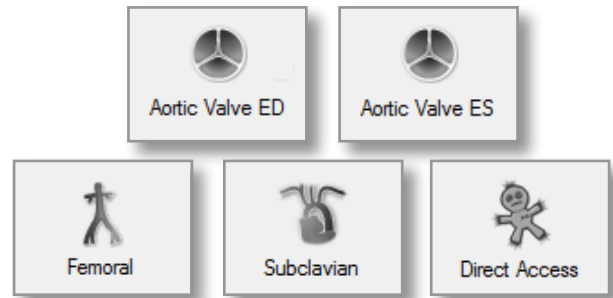 Aortic Valve ED
Aortic Valve ES
Femoral
Subclavian
Direct Access